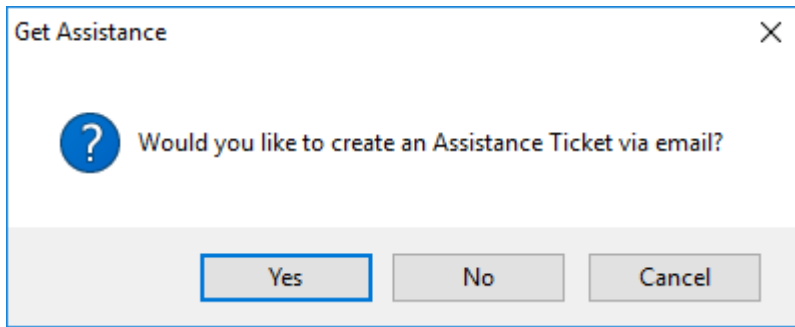 Get Assistance
Would you like to create an Assistance Ticket via email?
Yes No Cancel